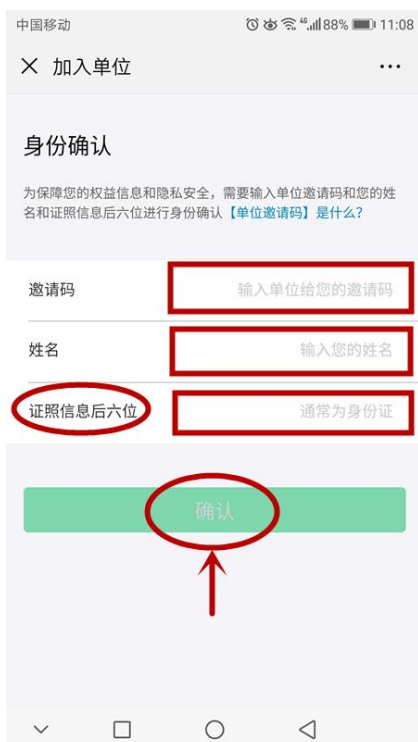 中国移动 46 88% 11:08
加入单位
身份确认
为保障您的权益信息和隐私安全，需要输入单位邀请码和您的姓
名和证照信息后六位进行身份确认【单位邀请码】是什么？
邀请码 输入单位给您的邀请码
姓名 输入您的姓名
证照信息后六位 通常为身份证
确认